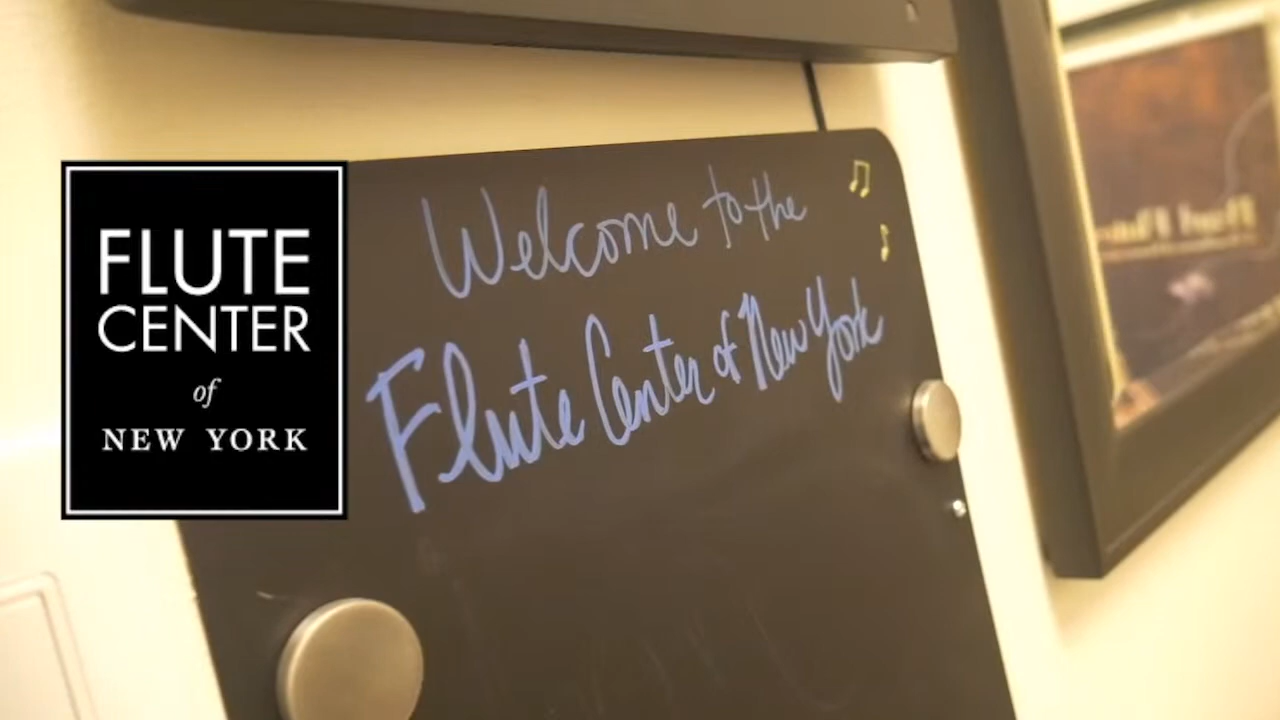 FLUTE
CENTER
of
NEW YORK
Welcome to the
Flute Center of New York